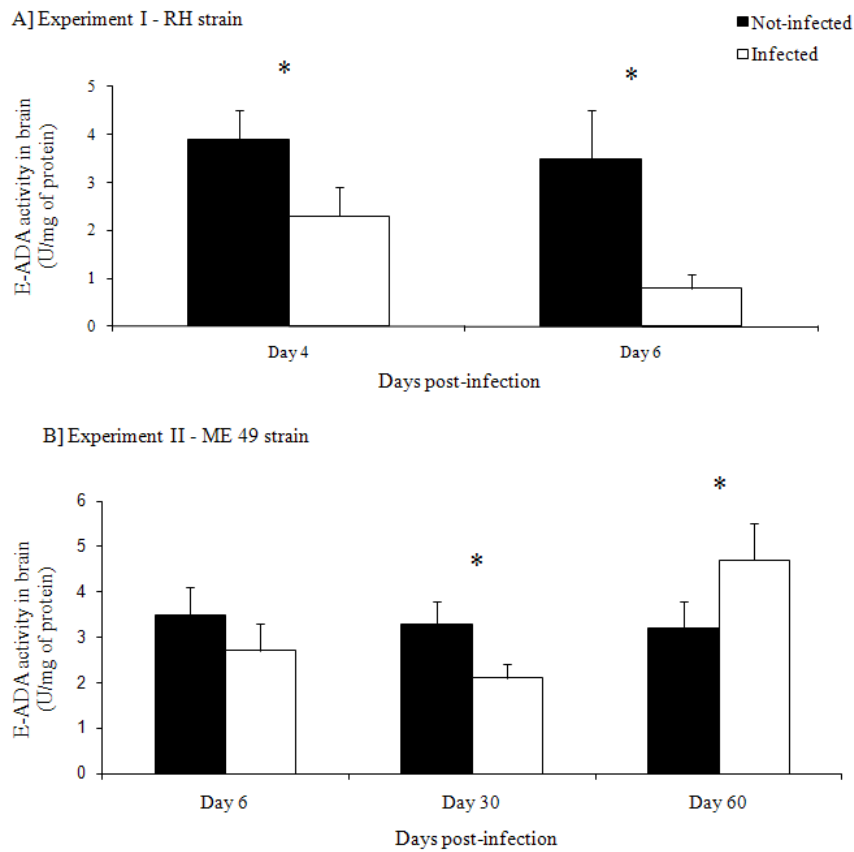 A] Experiment I - RH strain
Not-infected
Infected
*
*
E-ADA activity in brain
(U/mg of protein)
5
4
3
2
1
0
Day 4
Day 6
Days post-infection
B] Experiment II - ME 49 strain
*
*
E-ADA activity in brain
(U/mg of protein)
6
5
4
3
2
1
0
Day 6
Day 30
Day 60
Days post-infection